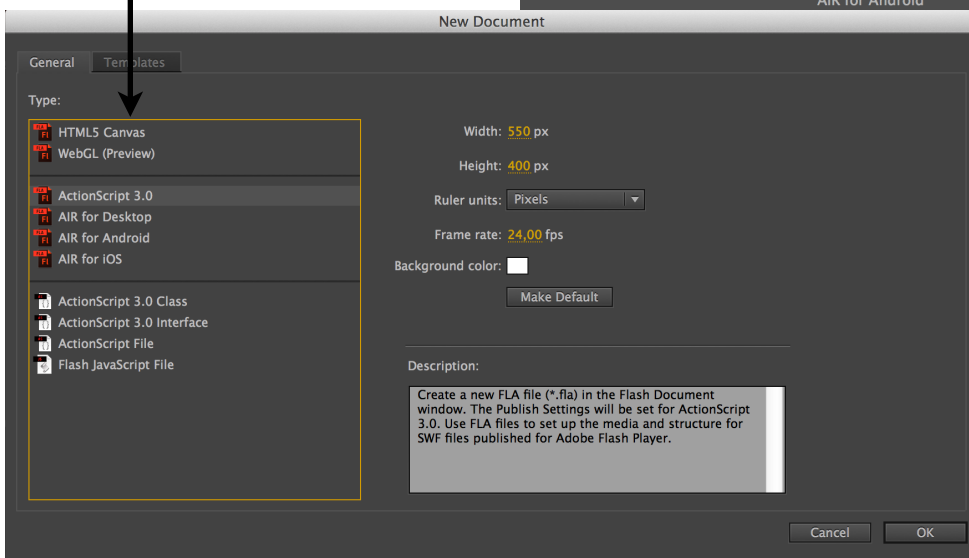 AIR for Android
New Document
General
Templates
Type:
HTML5 Canvas
WebGL (Preview)
ActionScript 3.0
AIR for Desktop
AIR for Android
AIR for iOS
ActionScript 3.0 Class
ActionScript 3.0 Interface
ActionScript File
Flash JavaScript File
Width: 550 px
Height: 400 px
Ruler units: Pixels
Frame rate: 24,00 fps
Background color:
Make Default
Description:
Create a new FLA file (*.fla) in the Flash Document
window. The Publish Settings will be set for ActionScript
3.0. Use FLA files to set up the media and structure for
SWF files published for Adobe Flash Player.
Cancel
OK